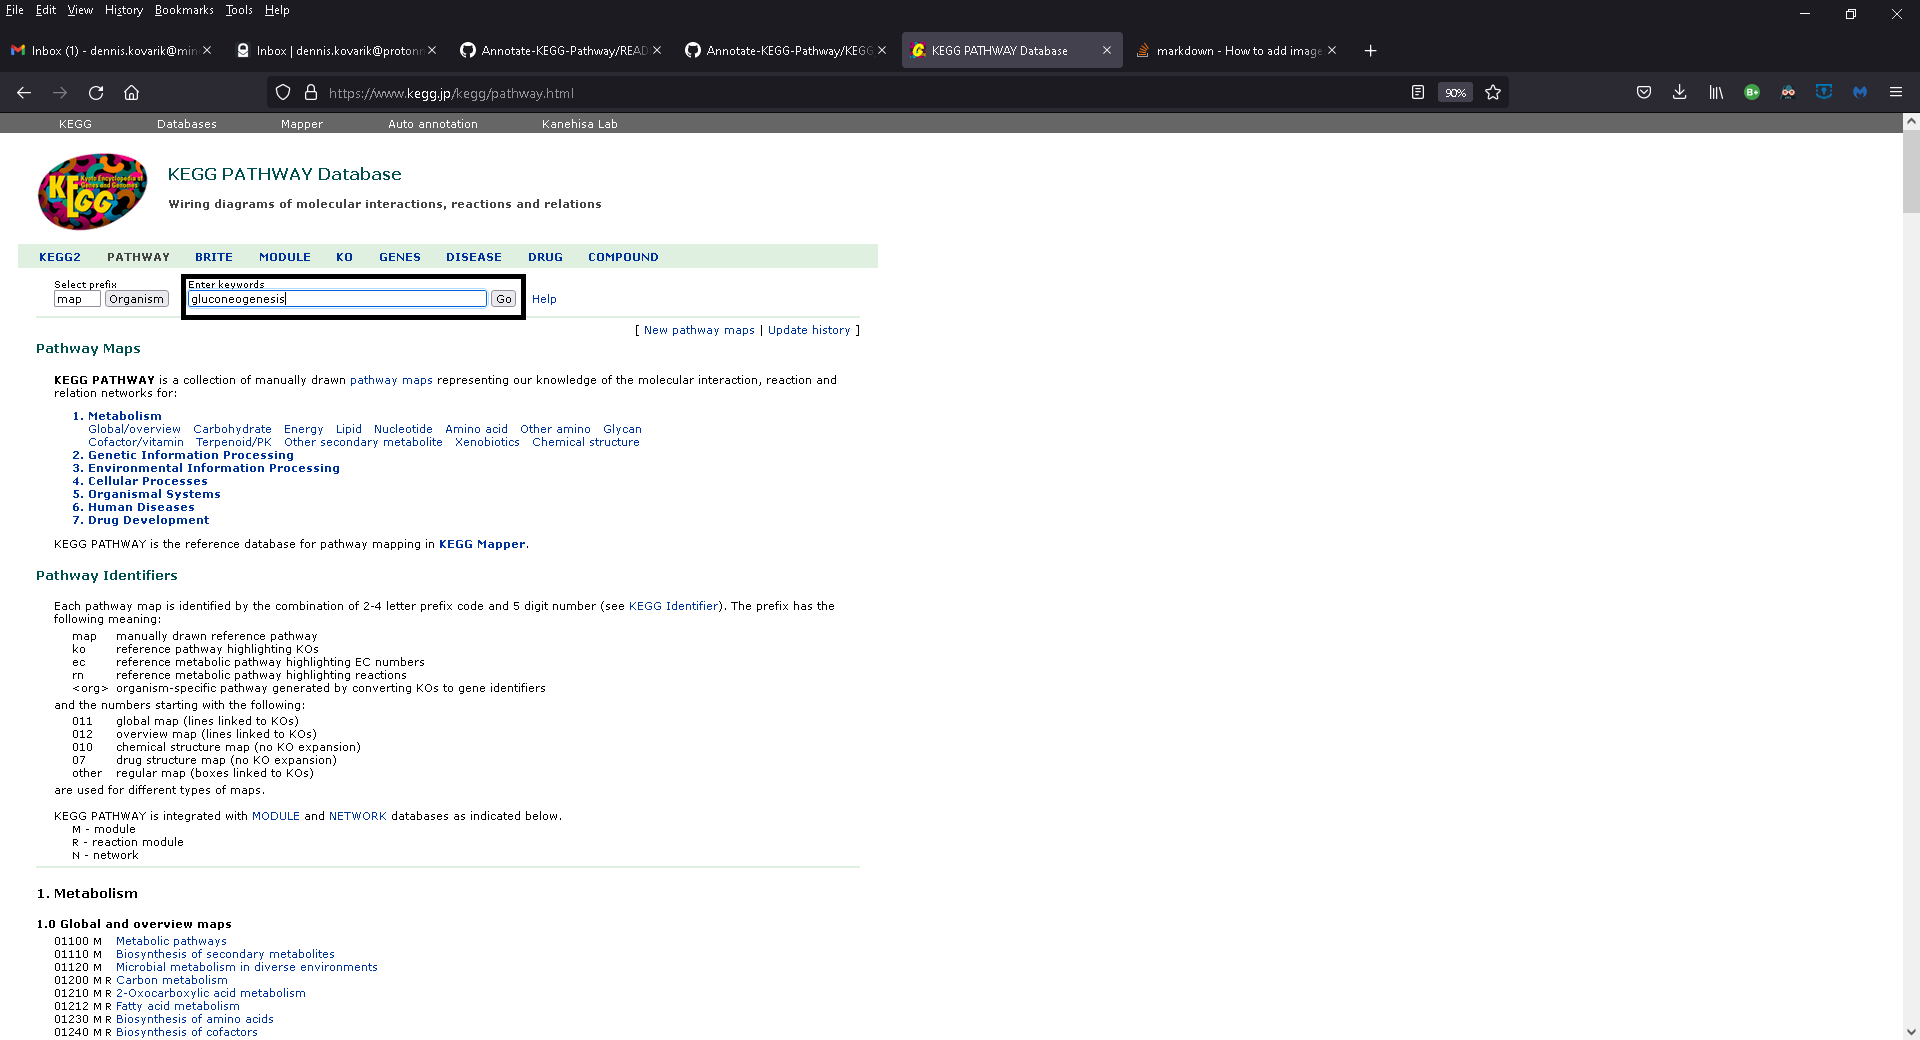 File Edit View History Bookmarks Tools Help
Inbox (1) - dennis.kovarik@min
Inbox | dennis.kovarik@protonm
Annotate-KEGG-Pathway/READ
Annotate-KEGG-Pathway/KEGG
KEGG PATHWAY Database
markdown - How to add image
https://www.kegg.jp/kegg/pathway.html
90%
KEGG Databases Mapper Auto annotation Kanehisa Lab
KEGG
Kyoto Encyclopedia of
Genes and Genomes
KEGG PATHWAY Database
Wiring diagrams of molecular interactions, reactions and relations
KEGG2 PATHWAY BRITE MODULE KO GENES DISEASE DRUG COMPOUND
Select prefix
Enter keywords
map Organism
gluconeogenesis Go Help
[ New pathway maps | Update history ]
Pathway Maps
KEGG PATHWAY is a collection of manually drawn pathway maps representing our knowledge of the molecular interaction, reaction and
relation networks for:
1. Metabolism
Global/overview Carbohydrate Energy Lipid Nucleotide Amino acid Other amino Glycan
Cofactor/vitamin Terpenoid/PK Other secondary metabolite Xenobiotics Chemical structure
2. Genetic Information Processing
3. Environmental Information Processing
4. Cellular Processes
5. Organismal Systems
6. Human Diseases
7. Drug Development
KEGG PATHWAY is the reference database for pathway mapping in KEGG Mapper.
Pathway Identifiers
Each pathway map is identified by the combination of 2-4 letter prefix code and 5 digit number (see KEGG Identifier). The prefix has the
following meaning:
map manually drawn reference pathway
ko reference pathway highlighting KOs
ec reference metabolic pathway highlighting EC numbers
rn reference metabolic pathway highlighting reactions
<org> organism-specific pathway generated by converting KOs to gene identifiers
and the numbers starting with the following:
011 global map (lines linked to KOs)
012 overview map (lines linked to KOs)
010 chemical structure map (no KO expansion)
07 drug structure map (no KO expansion)
other regular map (boxes linked to KOs)
are used for different types of maps.
KEGG PATHWAY is integrated with MODULE and NETWORK databases as indicated below.
M - module
R - reaction module
N - network
1. Metabolism
1.0 Global and overview maps
01100 M Metabolic pathways
01110 M Biosynthesis of secondary metabolites
01120 M Microbial metabolism in diverse environments
01200 M R Carbon metabolism
01210 M R 2-Oxocarboxylic acid metabolism
01212 M R Fatty acid metabolism
01230 M R Biosynthesis of amino acids
01240 M R Biosynthesis of cofactors